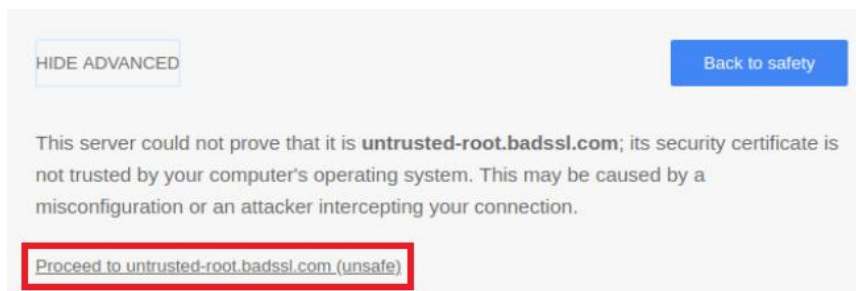 HIDE ADVANCED
Back to safety
This server could not prove that it is untrusted-root.badssl.com; its security certificate is
not trusted by your computer's operating system. This may be caused by a
misconfiguration or an attacker intercepting your connection.
Proceed to untrusted-root.badssl.com (unsafe)